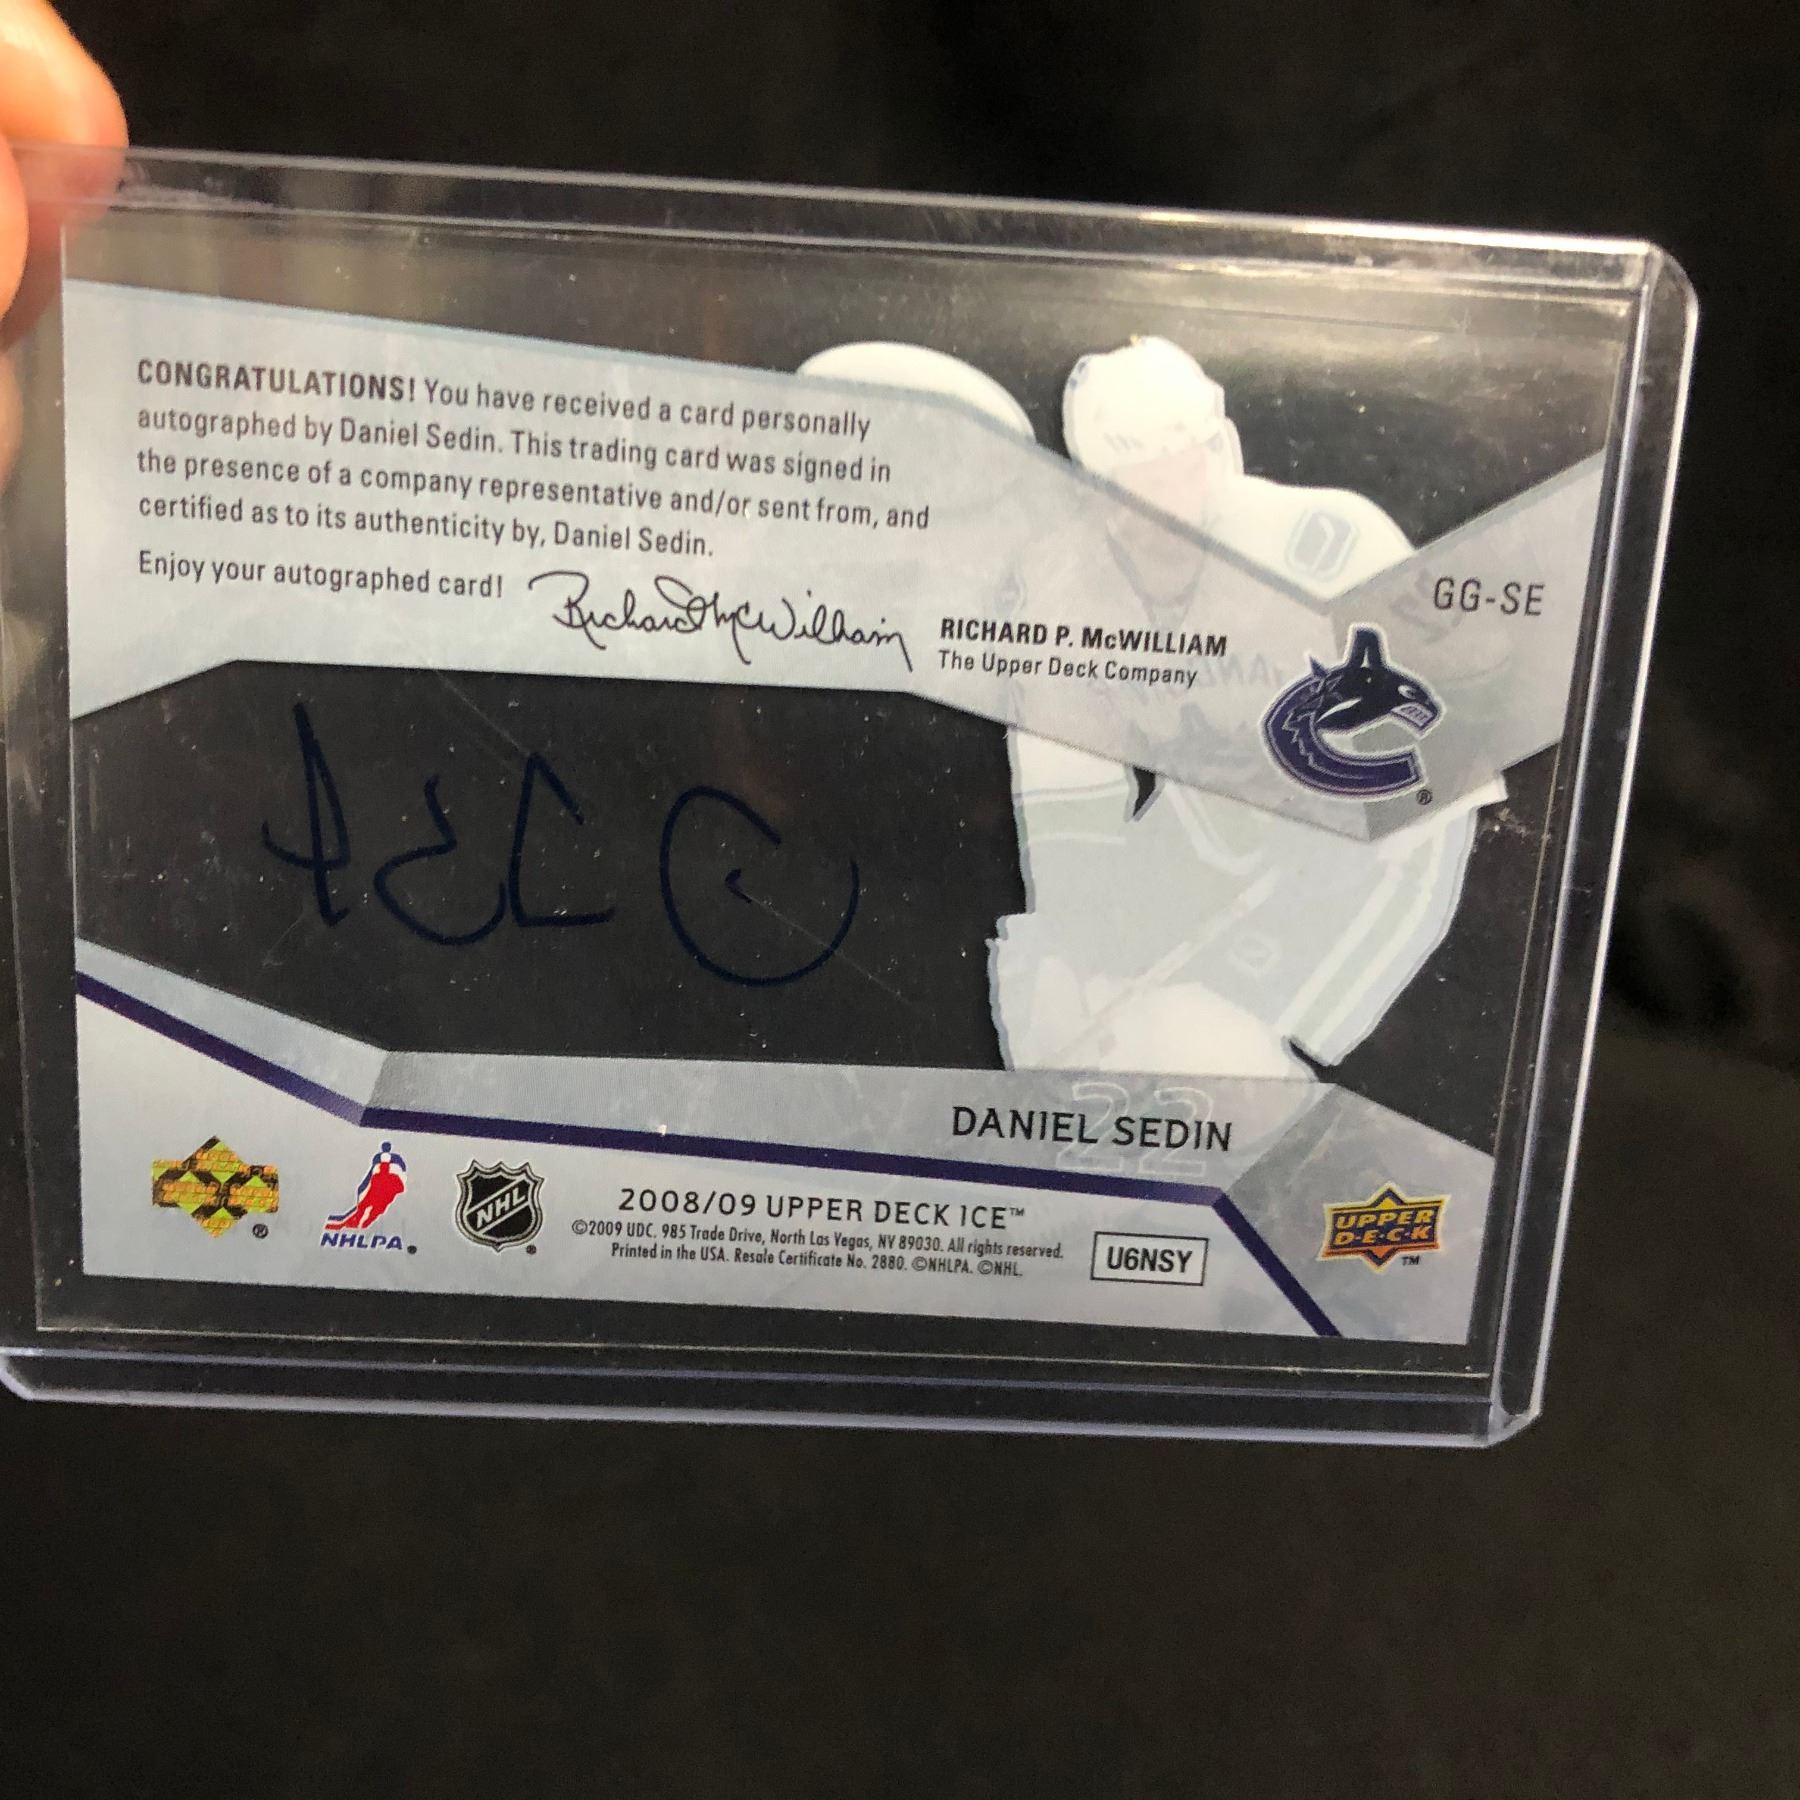 CONGRATULATIONS! You have received a card personally
autographed by Daniel Sedin. This trading card was signed in
the presence of a company representative and/or sent from, and
certified as to its authenticity by, Daniel Sedin.
Enjoy your autographed card!
Richard McWilliam
RICHARD P. McWILLIAM
The Upper Deck Company
GG-SE
®
22
DANIEL SEDIN
®
NHLPA®
NHL
®
2008/09 UPPER DECK ICE™
©2009 UDC. 985 Trade Drive, North Las Vegas, NV 89030. All rights reserved.
Printed in the USA. Resale Certificate No. 2880. ©NHLPA. ©NHL.
U6NSY
UPPER
D·E·C·K
™